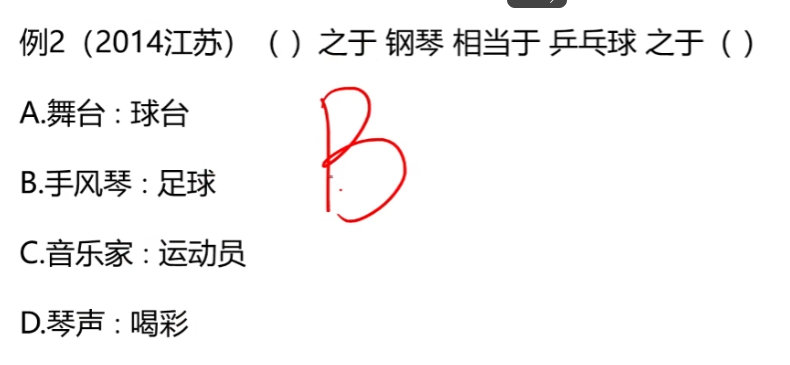 例2（2014江苏）（ ）之于 钢琴 相当于 乒乓球 之于（ ）
A.舞台 : 球台
B
B.手风琴 : 足球
C.音乐家 : 运动员
D.琴声 : 喝彩